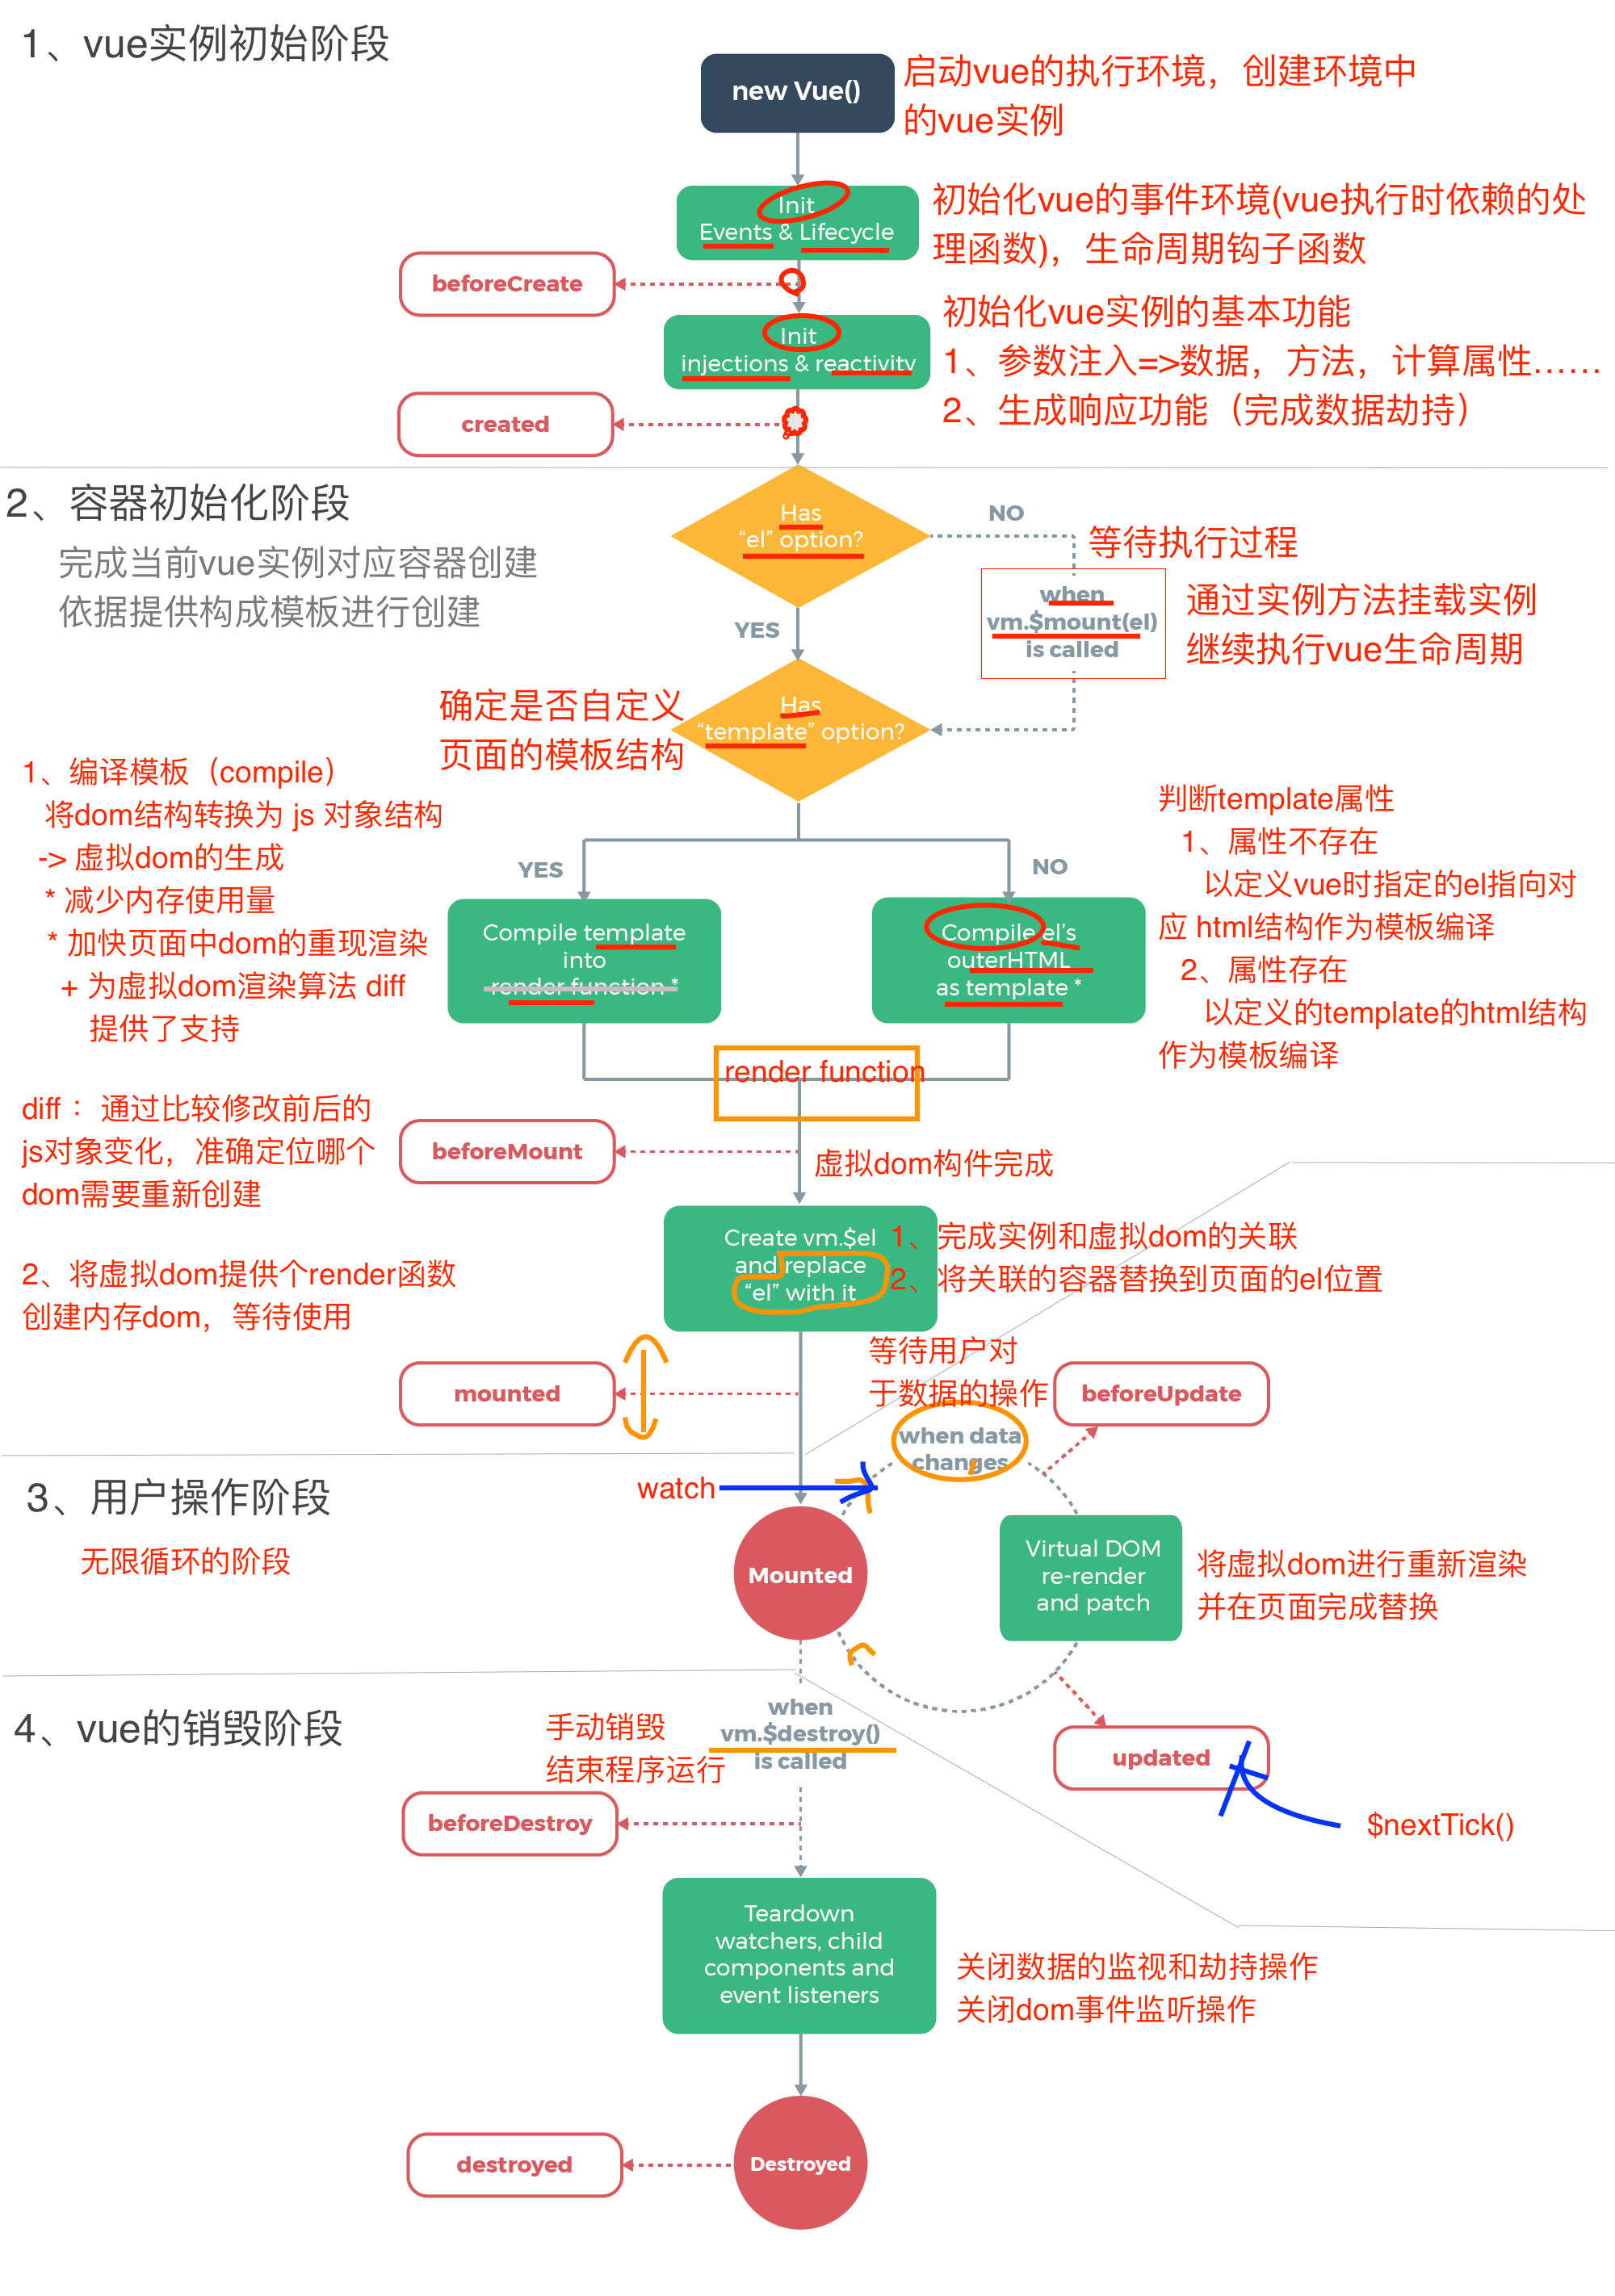 1、vue实例初始阶段
new Vue()
启动vue的执行环境，创建环境中
的vue实例
Init
Events & Lifecycle
初始化vue的事件环境(vue执行时依赖的处
理函数)，生命周期钩子函数
beforeCreate
Init
injections & reactivity
初始化vue实例的基本功能
1、参数注入=>数据，方法，计算属性……
2、生成响应功能（完成数据劫持）
created
2、容器初始化阶段
完成当前vue实例对应容器创建
依据提供构成模板进行创建
Has
“el” option?
NO
等待执行过程
when
vm.$mount(el)
is called
通过实例方法挂载实例
继续执行vue生命周期
YES
确定是否自定义
页面的模板结构
Has
“template” option?
1、编译模板（compile）
将dom结构转换为 js 对象结构
-> 虚拟dom的生成
* 减少内存使用量
* 加快页面中dom的重现渲染
+ 为虚拟dom渲染算法 diff
提供了支持
YES
NO
判断template属性
1、属性不存在
以定义vue时指定的el指向对
应 html结构作为模板编译
2、属性存在
以定义的template的html结构
作为模板编译
Compile template
into
render function *
Compile el’s
outerHTML
as template *
render function
diff ： 通过比较修改前后的
js对象变化，准确定位哪个
dom需要重新创建
beforeMount
虚拟dom构件完成
2、将虚拟dom提供个render函数
创建内存dom，等待使用
Create vm.$el
and replace
“el” with it
1、完成实例和虚拟dom的关联
2、将关联的容器替换到页面的el位置
mounted
等待用户对
于数据的操作
beforeUpdate
when data
changes
3、用户操作阶段
无限循环的阶段
watch
Mounted
Virtual DOM
re-render
and patch
将虚拟dom进行重新渲染
并在页面完成替换
4、vue的销毁阶段
手动销毁
结束程序运行
when
vm.$destroy()
is called
updated
$nextTick()
beforeDestroy
Teardown
watchers, child
components and
event listeners
关闭数据的监视和劫持操作
关闭dom事件监听操作
destroyed
Destroyed